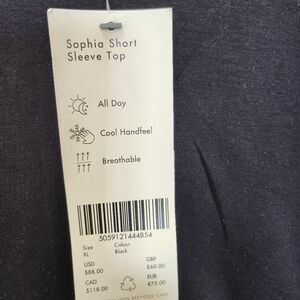 Sophia Short
Sleeve Top
All Day
Cool Handfeel
Breathable
5059121444854
Size
XL
Colour
Black
USD
$88.00
GBP
£60.00
CAD
$118.00
EUR
€75.00